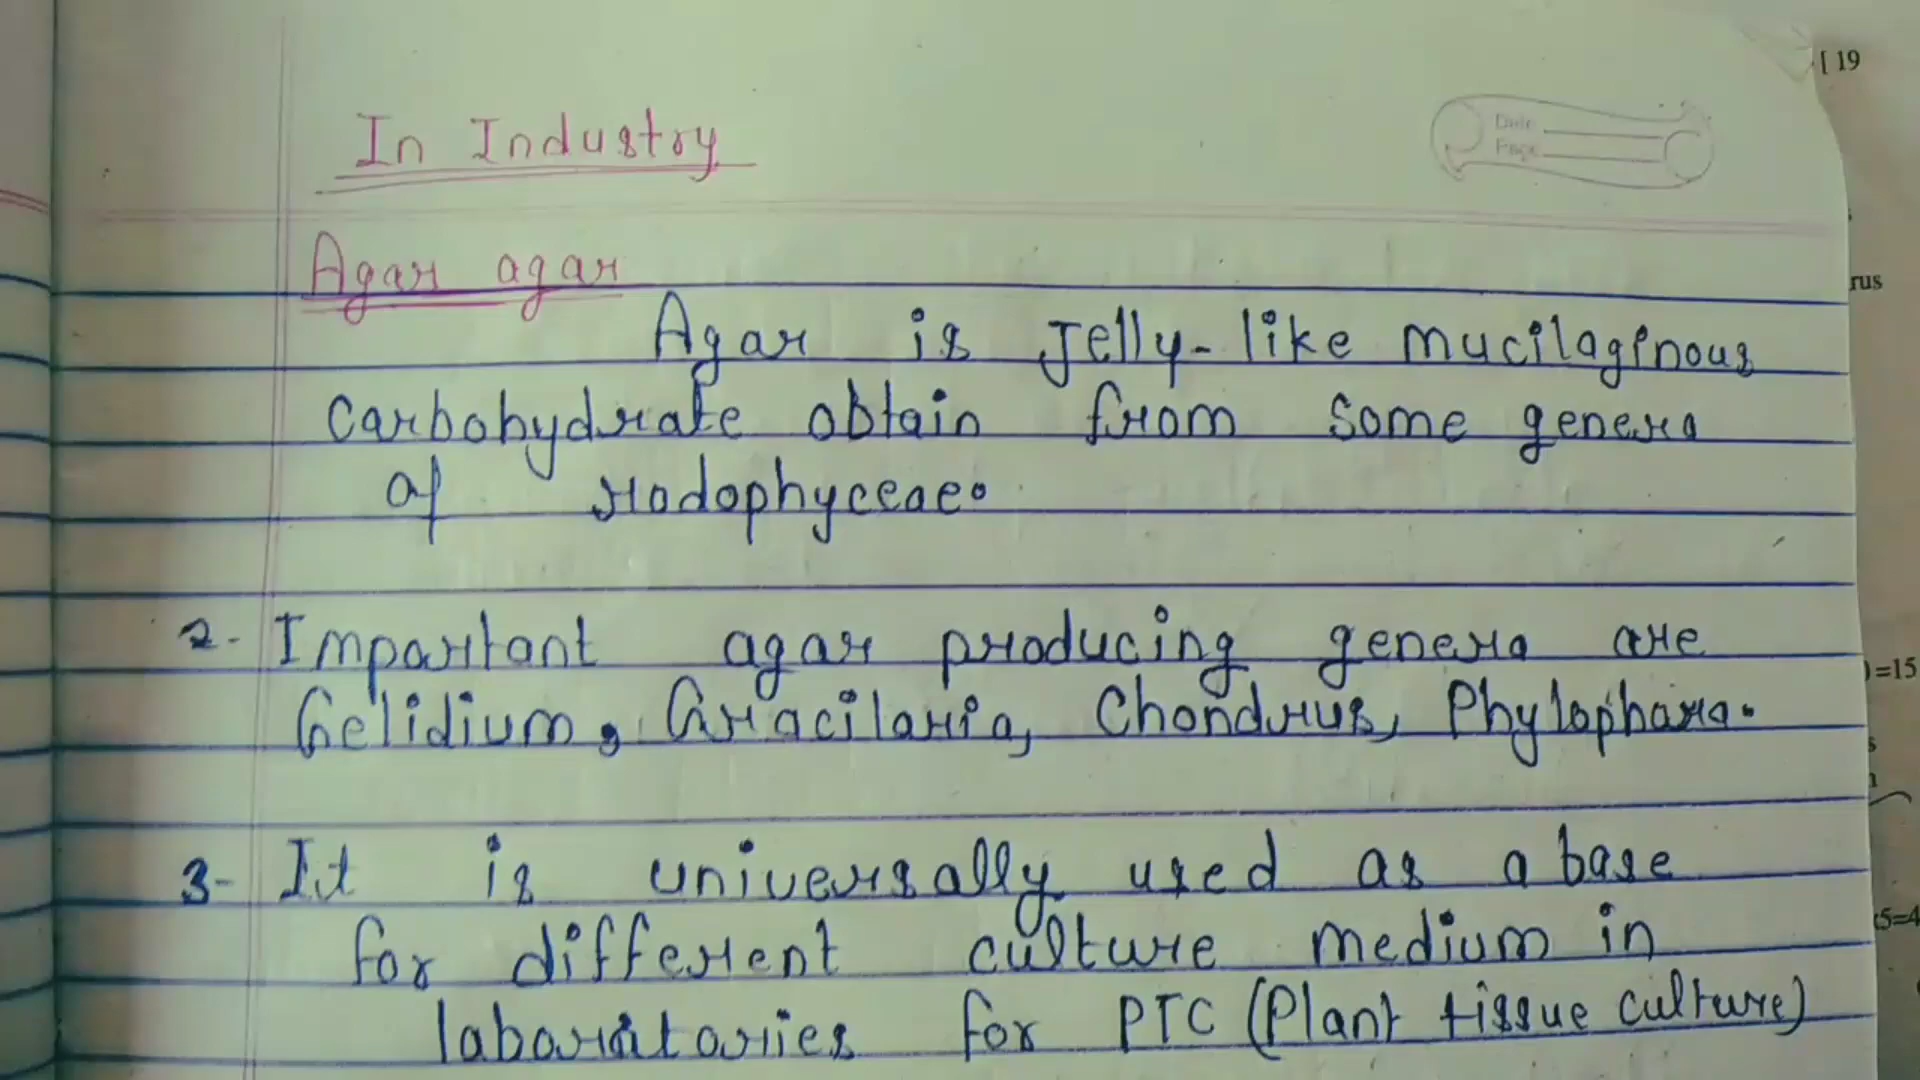 [ 19
In Industry
Date
Page
Agar agar
rus
Agar is Jelly-like mucilaginous
carbohydrate obtain from some genera
of rodophyceae.
2- Important agar producing genera are
)=15
Gelidium, Gracilaria, Chondrus, Phylophora.
s
3- It is universally used as a base
5=4
for different culture medium in
laboratories for PTC (Plant tissue culture)